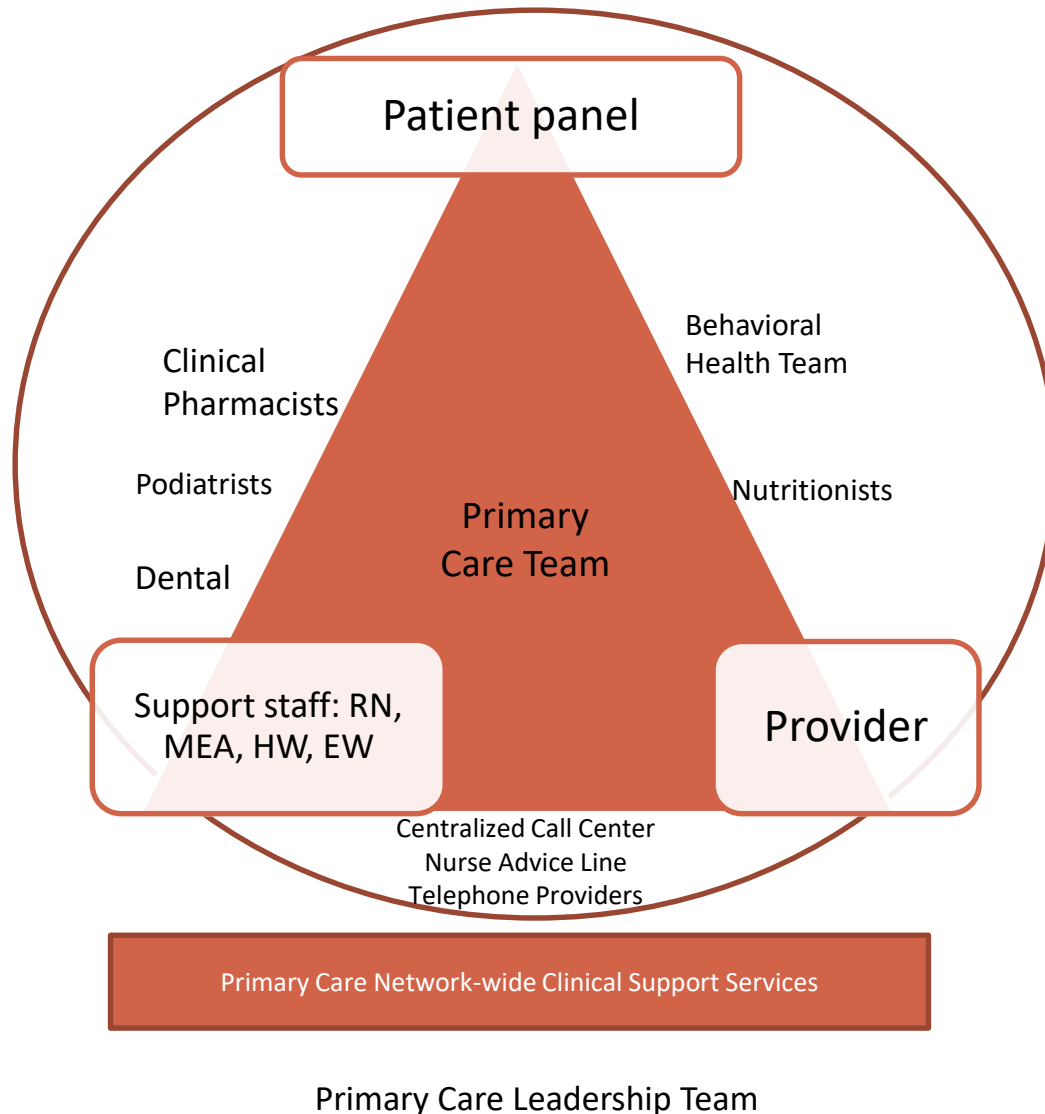 Patient panel
Behavioral
Health Team
Clinical
Pharmacists
Podiatrists
Nutritionists
Primary
Care Team
Dental
Support staff: RN,
MEA, HW, EW
Provider
Centralized Call Center
Nurse Advice Line
Telephone Providers
Primary Care Network-wide Clinical Support Services
Primary Care Leadership Team